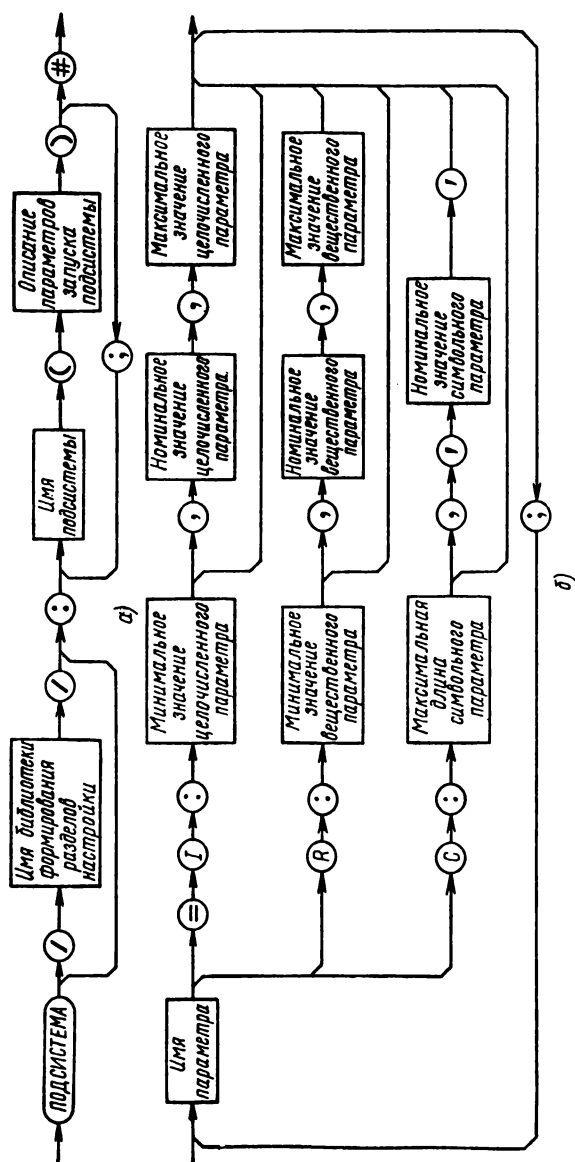 ПОДСИСТЕМА
/
Имя библиотеки
формирования
разделов
настройки
/
:
Имя
подсистемы
(
Описание
параметров
запуска
подсистемы
)
#
;
а)
Имя
параметра
=
I
:
Минимальное
значение
целочисленного
параметра
,
Номинальное
значение
целочисленного
параметра
,
Максимальное
значение
целочисленного
параметра
R
:
Минимальное
значение
вещественного
параметра
,
Номинальное
значение
вещественного
параметра
,
Максимальное
значение
вещественного
параметра
C
:
Максимальная
длина
символьного
параметра
,
'
Номинальное
значение
символьного
параметра
'
;
б)